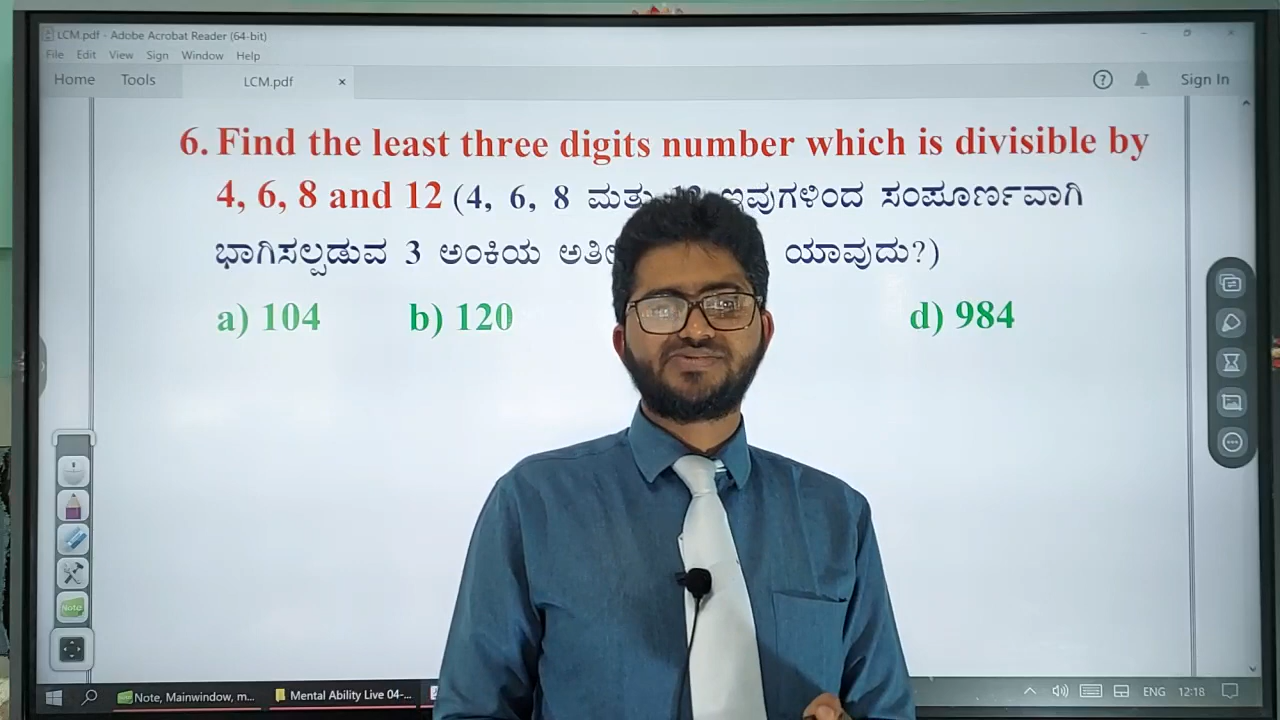 LCM.pdf - Adobe Acrobat Reader (64-bit)
File Edit View Sign Window Help
Home Tools LCM.pdf × ? Sign In
6. Find the least three digits number which is divisible by
4, 6, 8 and 12 (4, 6, 8 ಇವುಗಳಿಂದ ಸಂಪೂರ್ಣವಾಗಿ
ಭಾಗಿಸಲ್ಪಡುವ 3 ಅಂಕಿಯ ಯಾವುದು?)
a) 104 b) 120 d) 984
Note
Note, Mainwindow, m... Mental Ability Live 04-... ENG 12:18